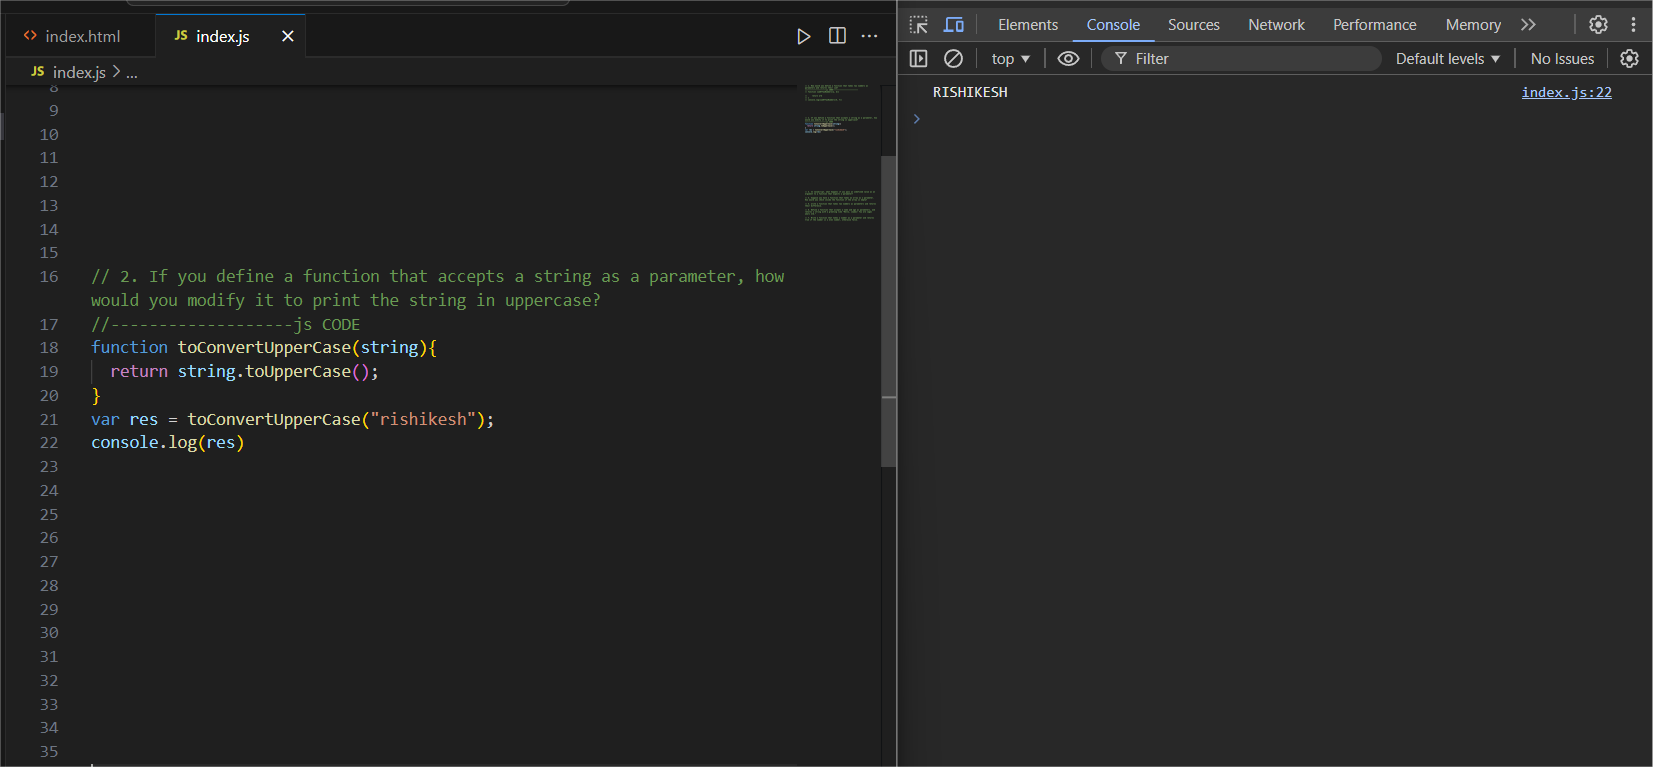 index.html
JS index.js
JS index.js > ...
8
9
10
11
12
13
14
15
16 // 2. If you define a function that accepts a string as a parameter, how
would you modify it to print the string in uppercase?
17 //-------------------js CODE
18 function toConvertUpperCase(string){
19 return string.toUpperCase();
20 }
21 var res = toConvertUpperCase("rishikesh");
22 console.log(res)
23
24
25
26
27
28
29
30
31
32
33
34
35
Elements Console Sources Network Performance Memory
top Filter Default levels No Issues
RISHIKESH index.js:22